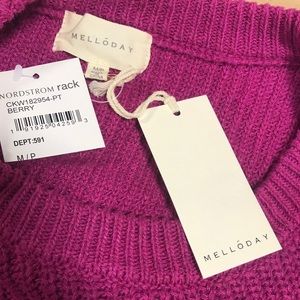 MELLODAY
NORDSTROM rack
CKW182954-PT
BERRY
DEPT:591
M / P
MELLODAY